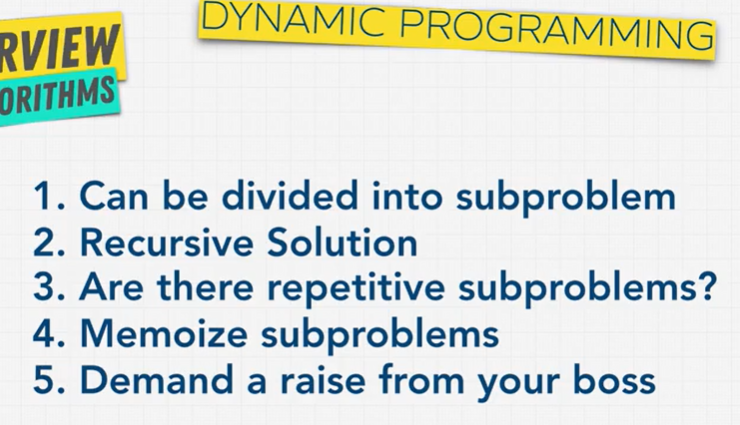 DYNAMIC PROGRAMMING
RVIEW
ORITHMS
1. Can be divided into subproblem
2. Recursive Solution
3. Are there repetitive subproblems?
4. Memoize subproblems
5. Demand a raise from your boss